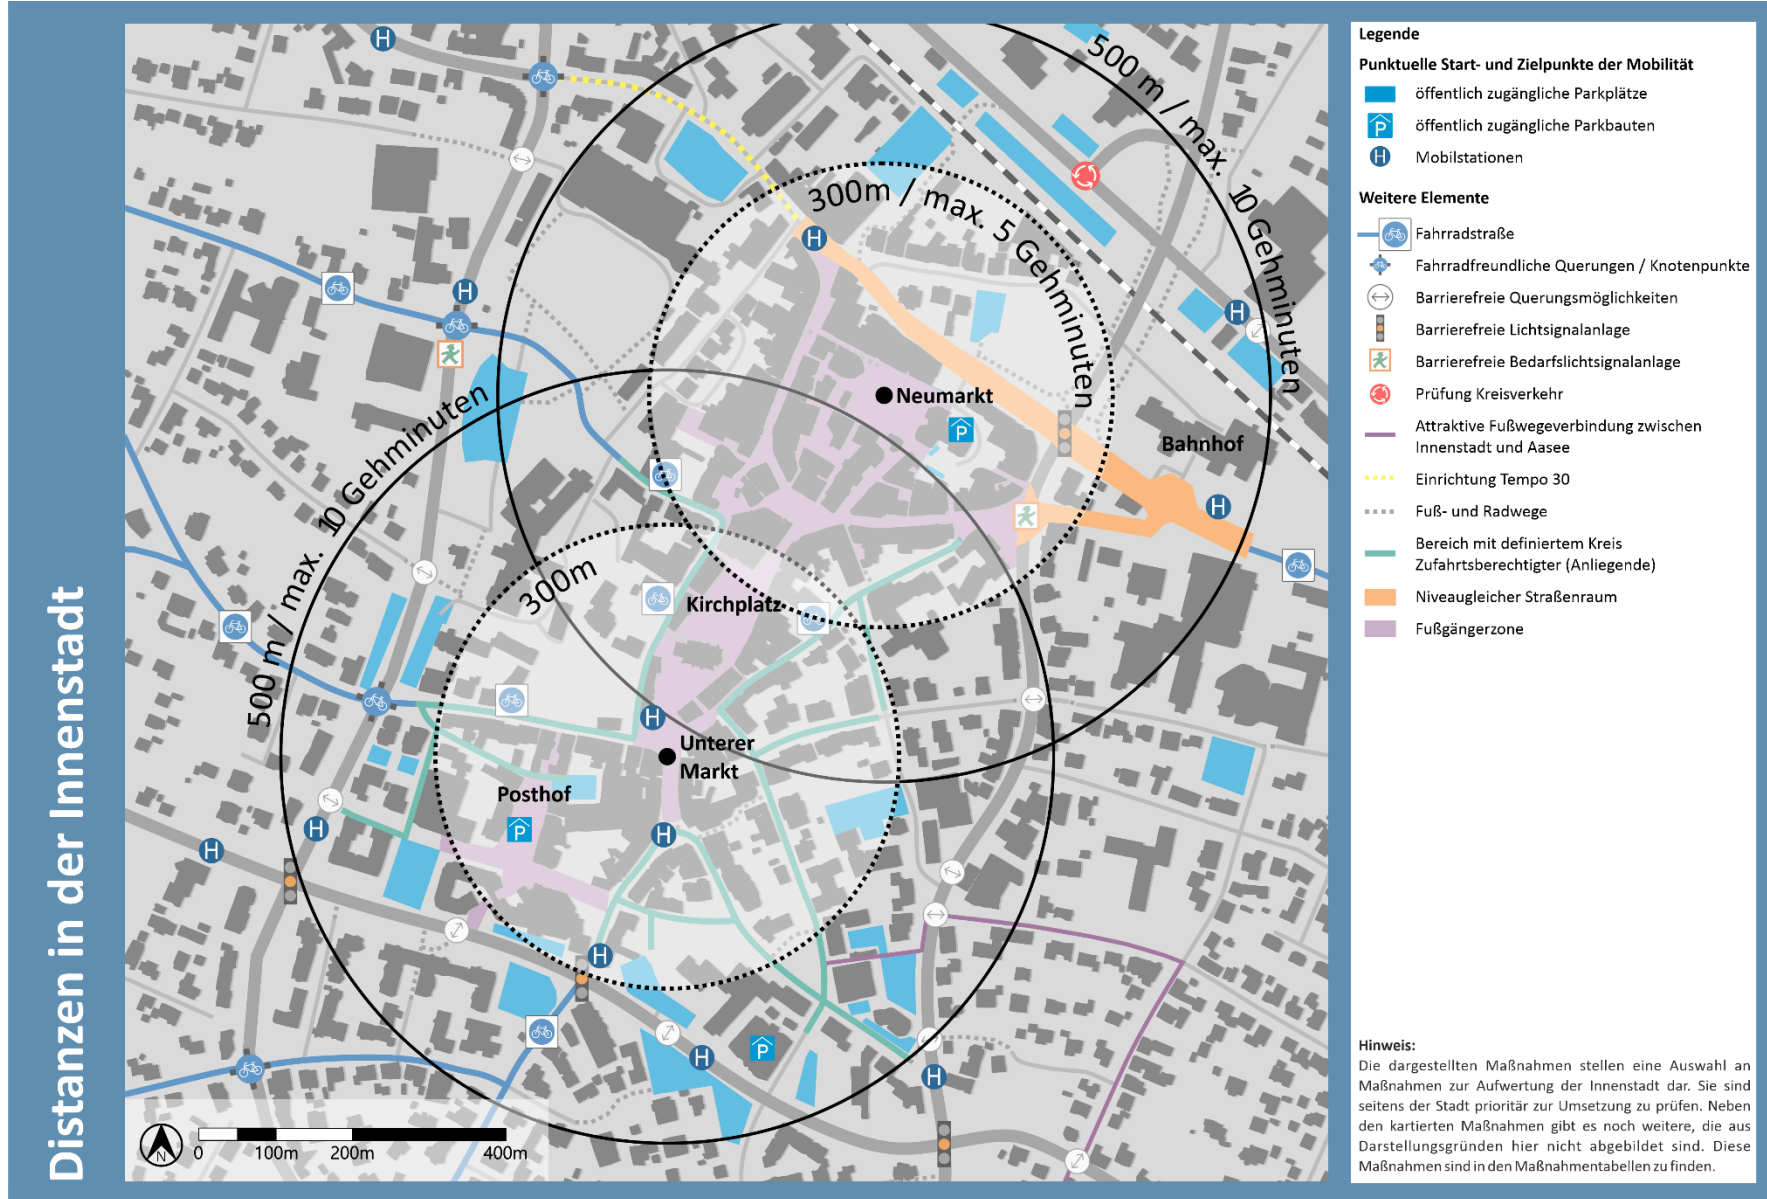 Distanzen in der Innenstadt
H
500 m / max. 10 Gehminuten
300m / max. 5 Gehminuten
H
H
H
Neumarkt
P
Bahnhof
H
500 m / max. 10 Gehminuten
300m
Kirchplatz
H
Unterer
Markt
Posthof
P
H
H
H
H
P
H
H
N
0
100m
200m
400m
Legende
Punktuelle Start- und Zielpunkte der Mobilität
öffentlich zugängliche Parkplätze
P öffentlich zugängliche Parkbauten
H Mobilstationen
Weitere Elemente
Fahrradstraße
Fahrradfreundliche Querungen / Knotenpunkte
Barrierefreie Querungsmöglichkeiten
Barrierefreie Lichtsignalanlage
Barrierefreie Bedarfslichtsignalanlage
Prüfung Kreisverkehr
Attraktive Fußwegeverbindung zwischen
Innenstadt und Aasee
Einrichtung Tempo 30
Fuß- und Radwege
Bereich mit definiertem Kreis
Zufahrtsberechtigter (Anliegende)
Niveaugleicher Straßenraum
Fußgängerzone
Hinweis:
Die dargestellten Maßnahmen stellen eine Auswahl an
Maßnahmen zur Aufwertung der Innenstadt dar. Sie sind
seitens der Stadt prioritär zur Umsetzung zu prüfen. Neben
den kartierten Maßnahmen gibt es noch weitere, die aus
Darstellungsgründen hier nicht abgebildet sind. Diese
Maßnahmen sind in den Maßnahmentabellen zu finden.